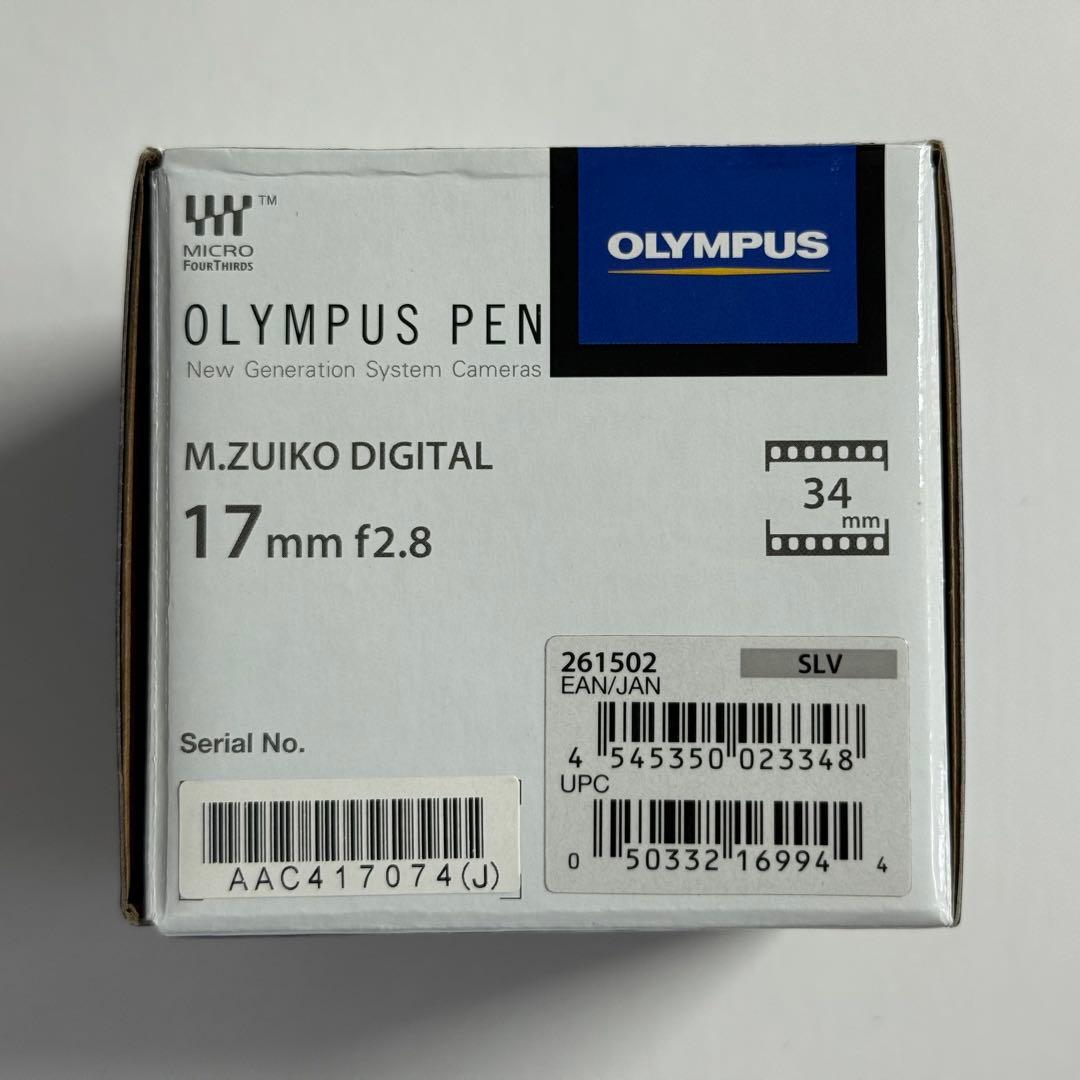 TM
MICRO
FOURTHIRDS
OLYMPUS
OLYMPUS PEN
New Generation System Cameras
M.ZUIKO DIGITAL
17mm f2.8
34
mm
Serial No.
AAC417074(J)
261502
SLV
EAN/JAN
4 545350 023348
UPC
0 50332 16994 4